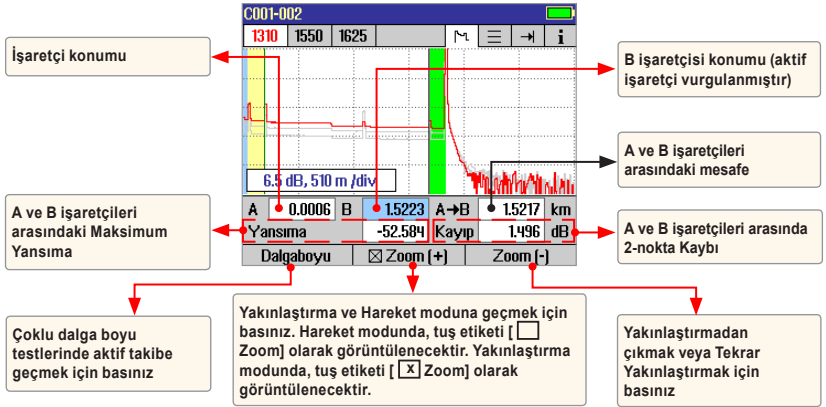 C001-002
1310 1550 1625 i
İşaretçi konumu
B işaretçisi konumu (aktif
işaretçi vurgulanmıştır)
A ve B işaretçileri
arasındaki mesafe
6.5 dB, 510 m /div
A 0.0006 B 1.5223 A→B 1.5217 km
Yansıma -52.584 Kayıp 1.496 dB
Dalgaboyu ☒ Zoom (+) Zoom (-)
A ve B işaretçileri
arasındaki Maksimum
Yansıma
A ve B işaretçileri arasında
2-nokta Kaybı
Çoklu dalga boyu
testlerinde aktif takibe
geçmek için basınız
Yakınlaştırma ve Hareket moduna geçmek için
basınız. Hareket modunda, tuş etiketi [ ☐
Zoom] olarak görüntülenecektir. Yakınlaştırma
modunda, tuş etiketi [ X Zoom] olarak
görüntülenecektir.
Yakınlaştırmadan
çıkmak veya Tekrar
Yakınlaştırmak için
basınız